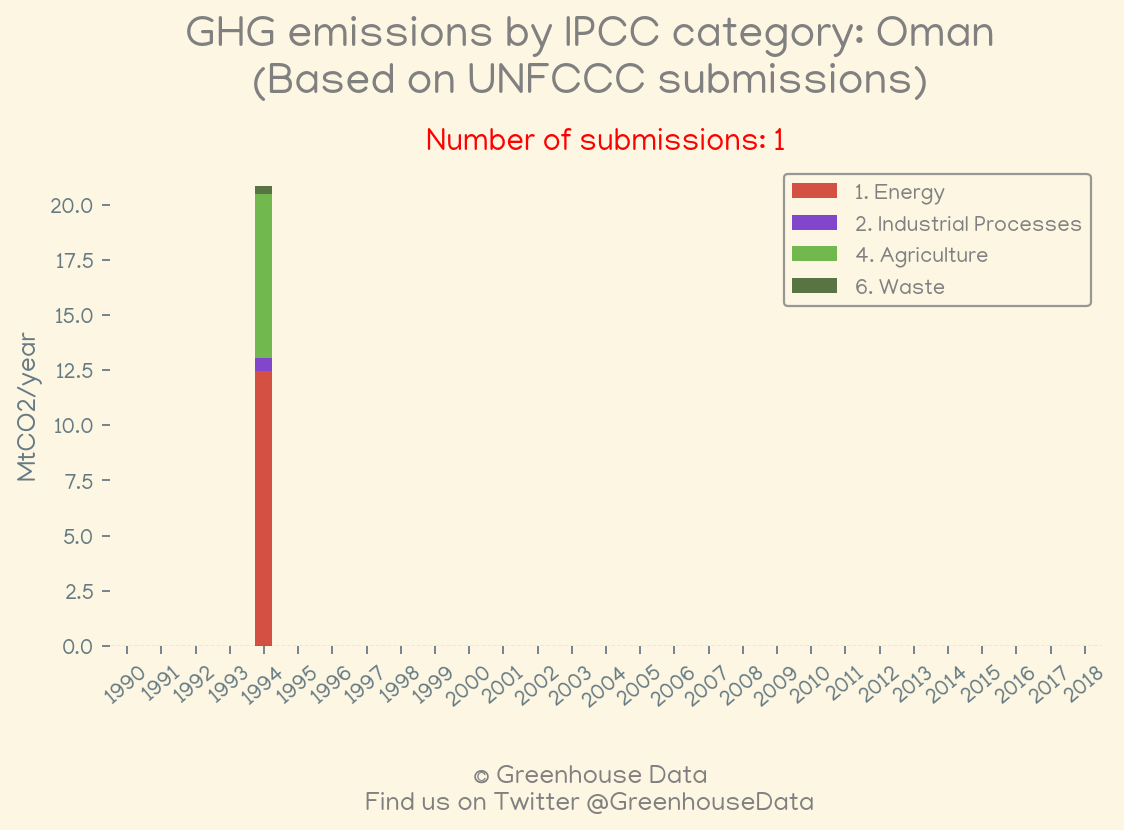 GHG emissions by IPCC category: Oman
(Based on UNFCCC submissions)
Number of submissions: 1
1. Energy
2. Industrial Processes
4. Agriculture
6. Waste
MtCO2/year
20.0
17.5
15.0
12.5
10.0
7.5
5.0
2.5
0.0
1990 1991 1992 1993 1994 1995 1996 1997 1998 1999 2000 2001 2002 2003 2004 2005 2006 2007 2008 2009 2010 2011 2012 2013 2014 2015 2016 2017 2018
© Greenhouse Data
Find us on Twitter @GreenhouseData